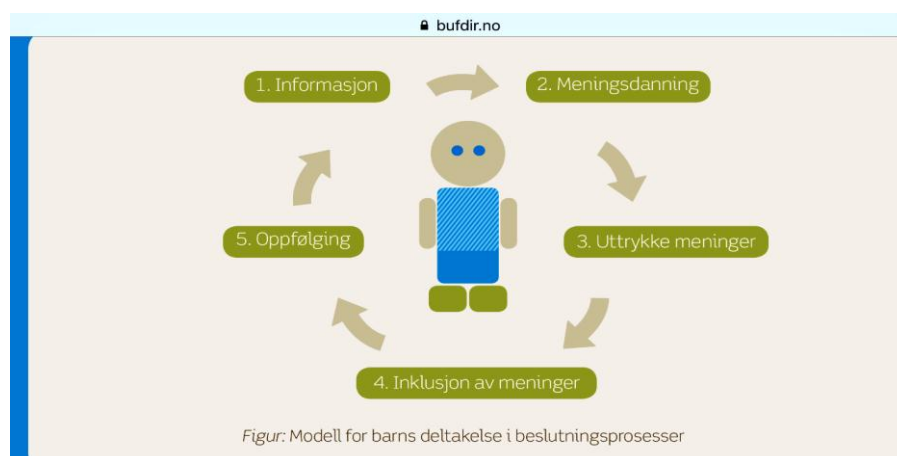 bufdir.no
1. Informasjon
2. Meningsdanning
5. Oppfølging
3. Uttrykke meninger
4. Inklusjon av meninger
Figur: Modell for barns deltakelse i beslutningsprosesser